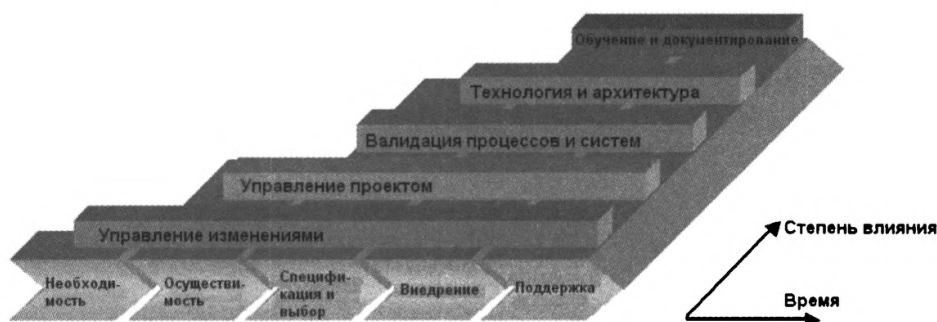 Обучение и документирование
Технология и архитектура
Валидация процессов и систем
Управление проектом
Управление изменениями
Необходи-
мость
Осуществи-
мость
Специфи-
кация и
выбор
Внедрение
Поддержка
Степень влияния
Время